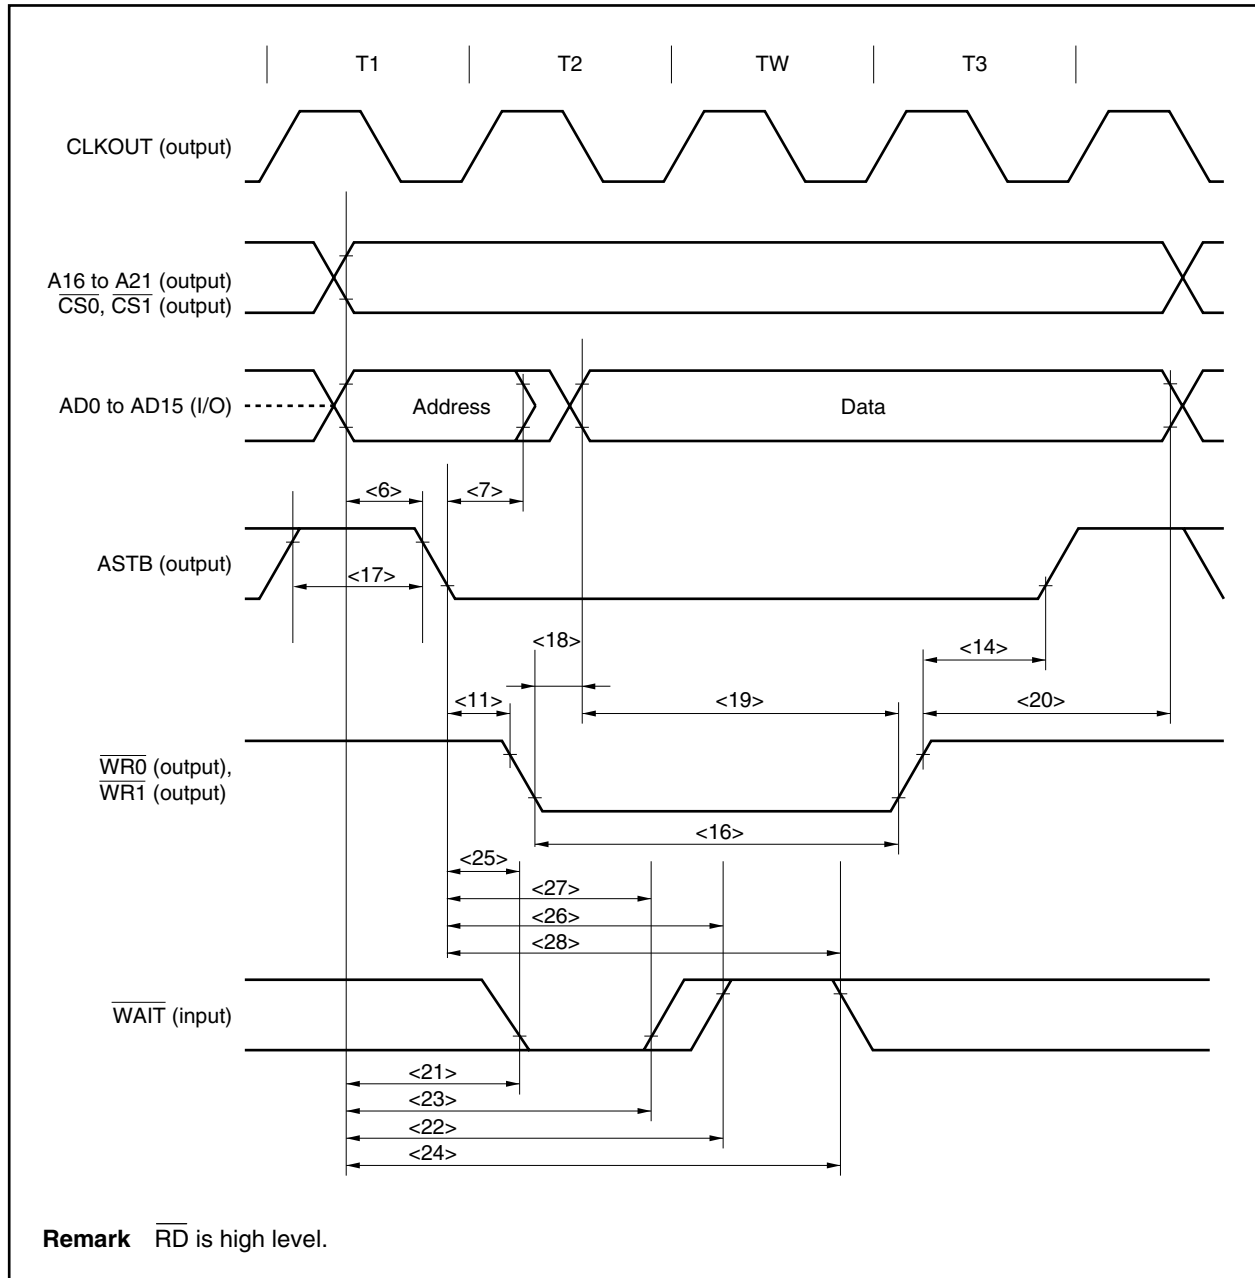 T1 T2 TW T3
CLKOUT (output)
A16 to A21 (output)
CS0, CS1 (output)
AD0 to AD15 (I/O)
Address
Data
<6>
<7>
ASTB (output)
<17>
<18>
<14>
<11>
<19>
<20>
WR0 (output),
WR1 (output)
<16>
<25>
<27>
<26>
<28>
WAIT (input)
<21>
<23>
<22>
<24>
Remark RD is high level.